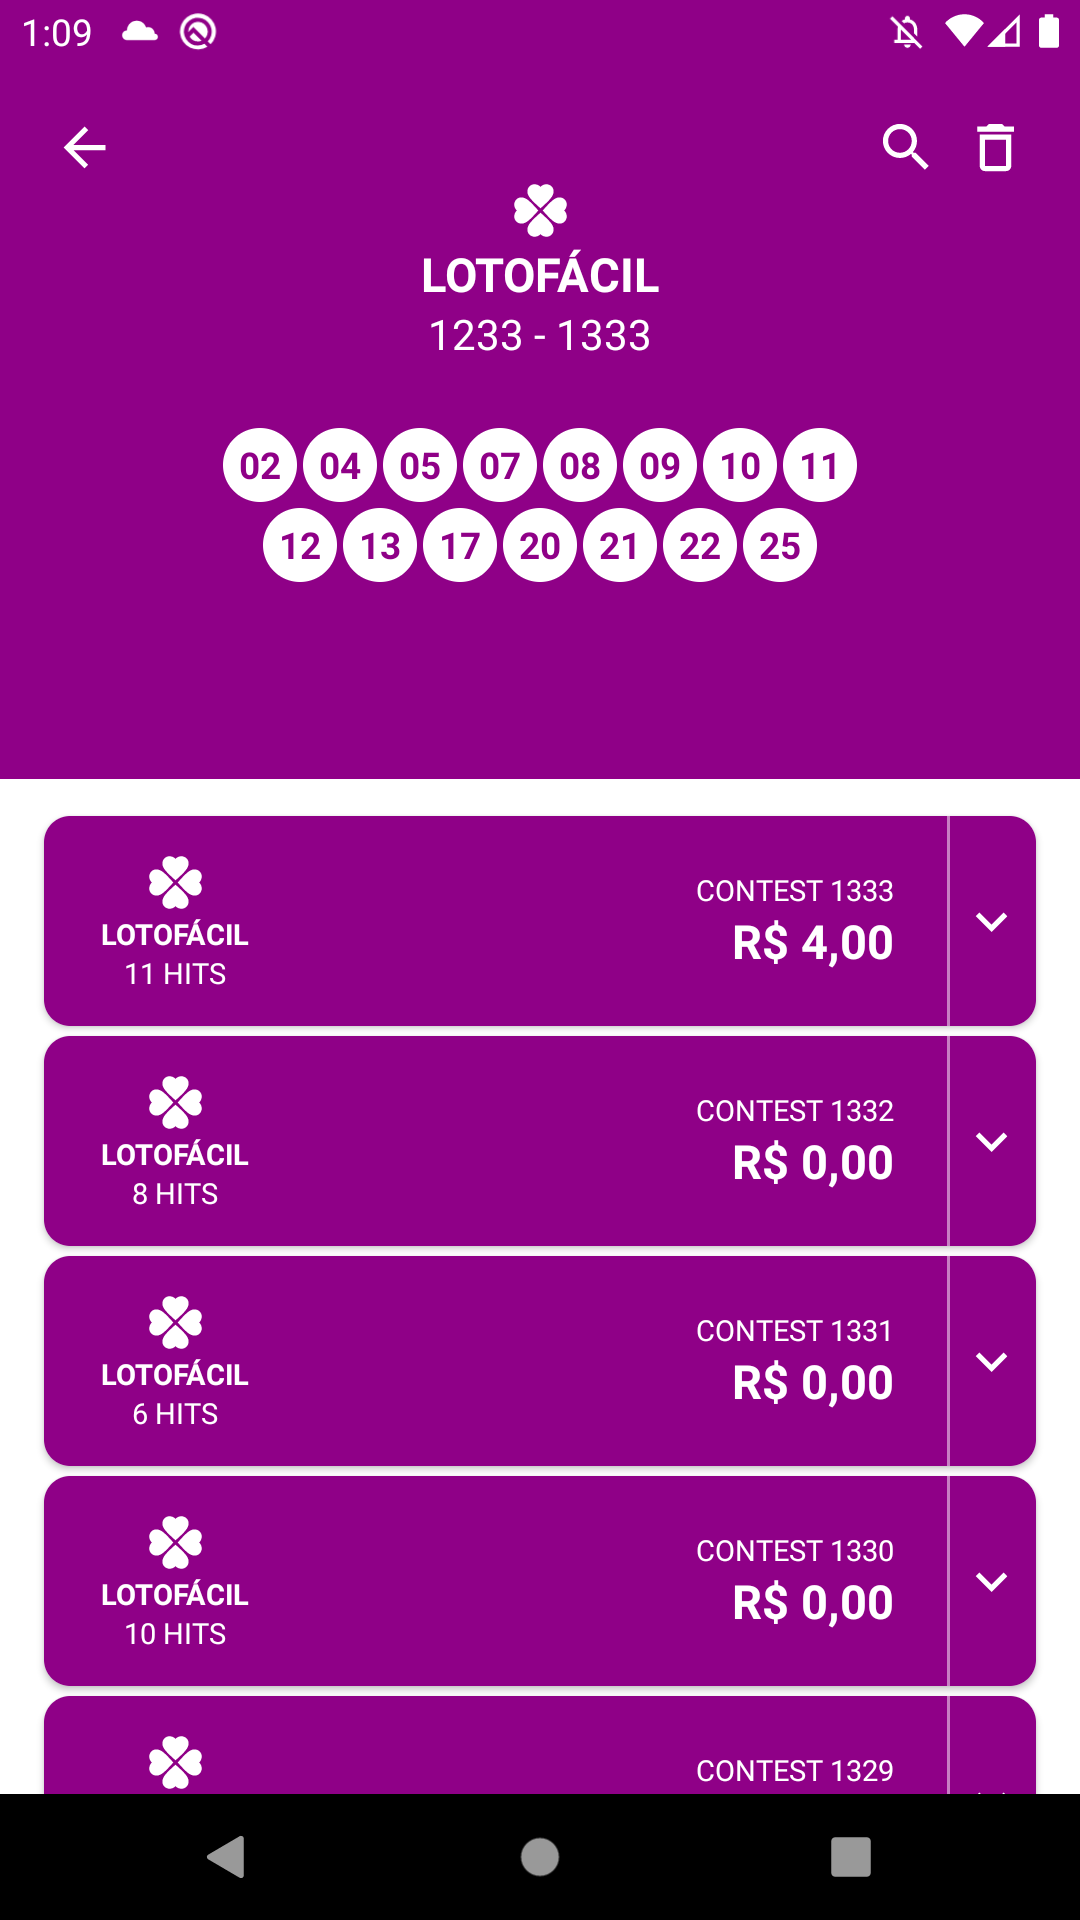 1:09
LOTOFÁCIL
1233 - 1333
02 04 05 07 08 09 10 11
12 13 17 20 21 22 25
CONTEST 1333
R$ 4,00
LOTOFÁCIL
11 HITS
CONTEST 1332
R$ 0,00
LOTOFÁCIL
8 HITS
CONTEST 1331
R$ 0,00
LOTOFÁCIL
6 HITS
CONTEST 1330
R$ 0,00
LOTOFÁCIL
10 HITS
CONTEST 1329